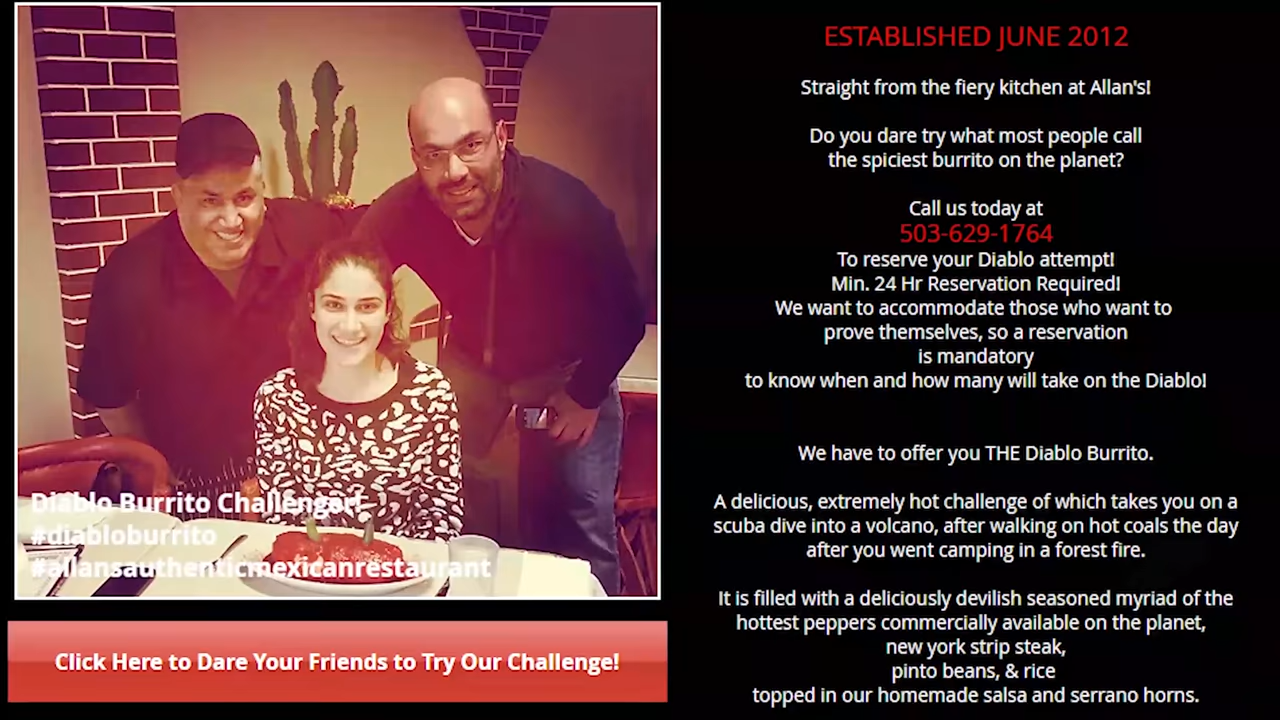 Diablo Burrito Challenger!
#diabloburrito
#allansauthenticmexicanrestaurant
Click Here to Dare Your Friends to Try Our Challenge!
ESTABLISHED JUNE 2012
Straight from the fiery kitchen at Allan's!
Do you dare try what most people call
the spiciest burrito on the planet?
Call us today at
503-629-1764
To reserve your Diablo attempt!
Min. 24 Hr Reservation Required!
We want to accommodate those who want to
prove themselves, so a reservation
is mandatory
to know when and how many will take on the Diablo!
We have to offer you THE Diablo Burrito.
A delicious, extremely hot challenge of which takes you on a
scuba dive into a volcano, after walking on hot coals the day
after you went camping in a forest fire.
It is filled with a deliciously devilish seasoned myriad of the
hottest peppers commercially available on the planet,
new york strip steak,
pinto beans, & rice
topped in our homemade salsa and serrano horns.